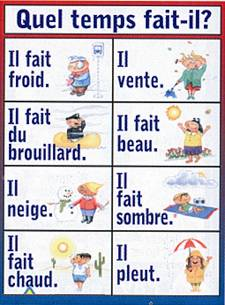 Quel temps fait-il?
Il fait
froid.
Il
vente.
Il fait
du
brouillard.
Il fait
beau.
Il
neige.
Il
fait
sombre.
Il
fait
chaud.
Il
pleut.